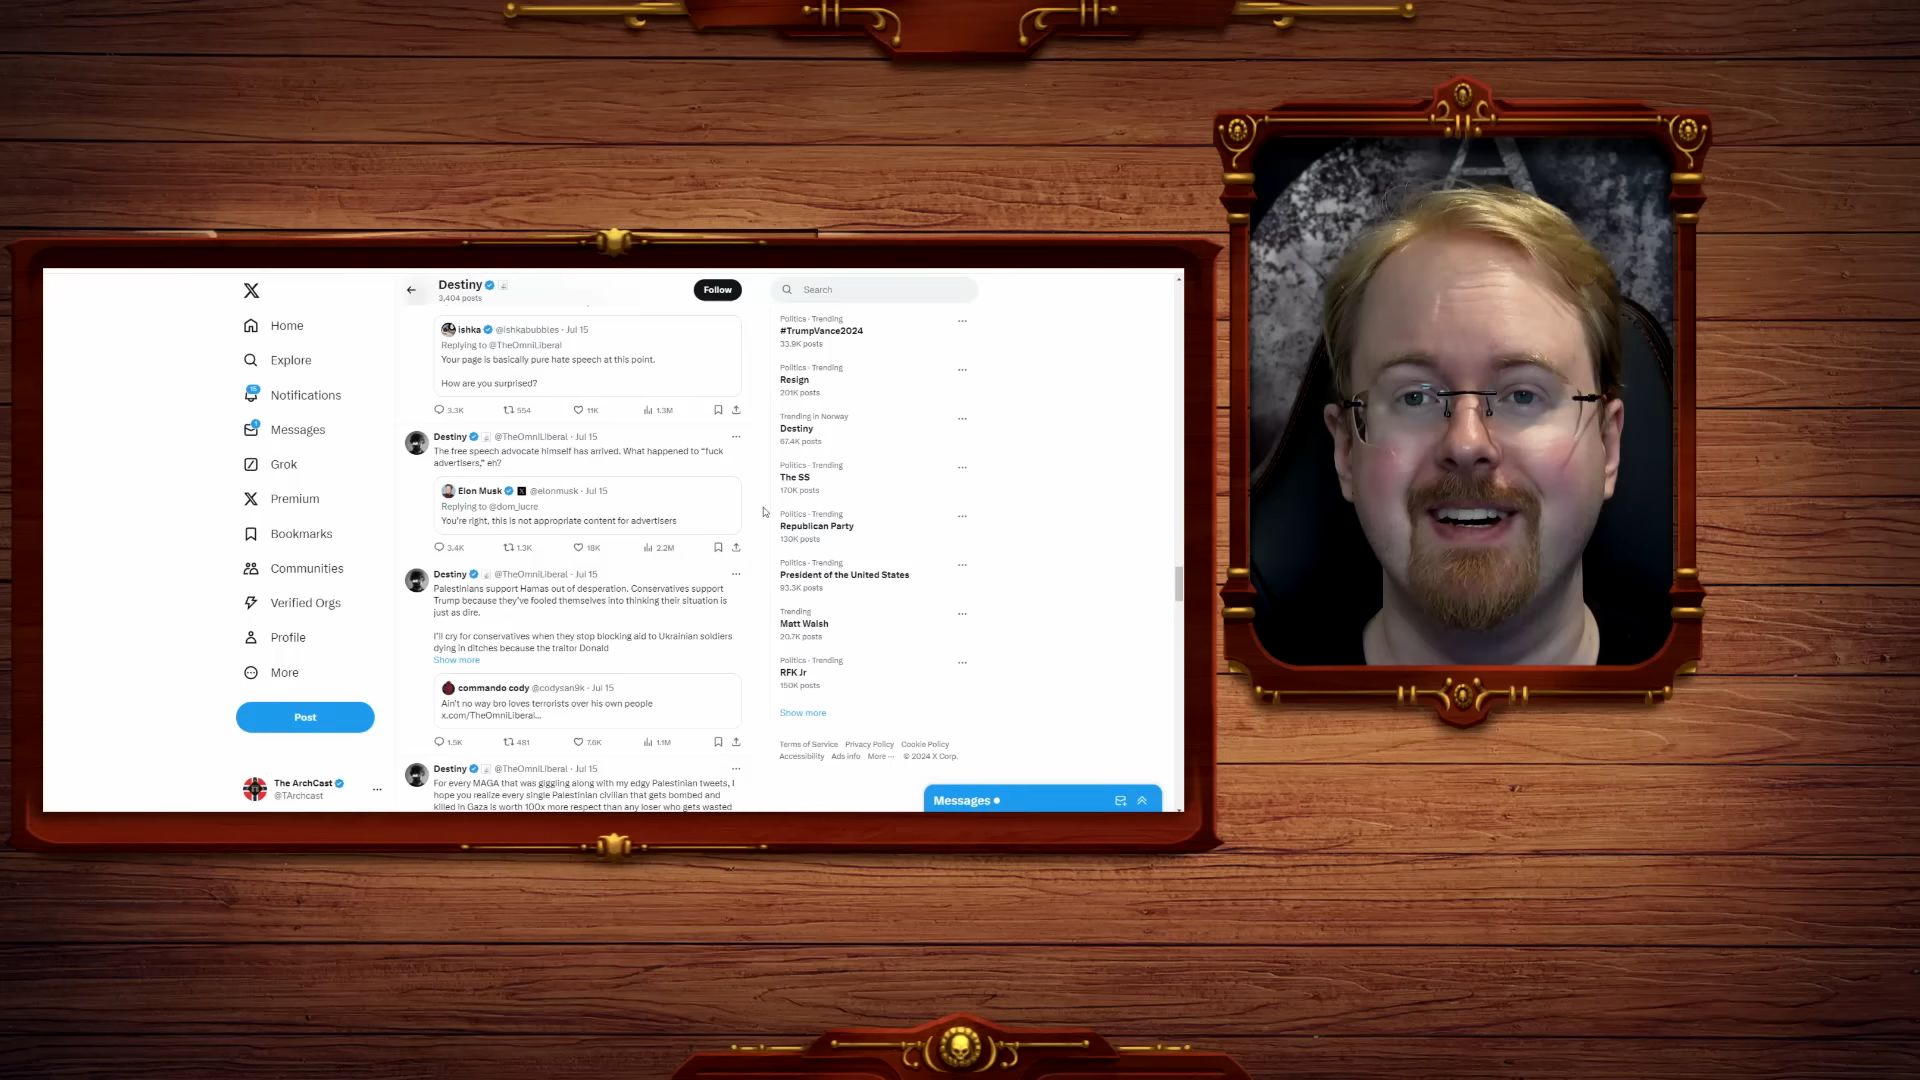 Home
Explore
15
Notifications
1
Messages
Grok
Premium
Bookmarks
Communities
Verified Orgs
Profile
More
Post
The ArchCast
@TArchcast
Destiny
3,404 posts
Follow
ishka @ishkabubbles · Jul 15
Replying to @TheOmniLiberal
Your page is basically pure hate speech at this point.
How are you surprised?
3.3K 554 11K 1.3M
Destiny @TheOmniLiberal · Jul 15
The free speech advocate himself has arrived. What happened to “fuck
advertisers,” eh?
Elon Musk X @elonmusk · Jul 15
Replying to @dom_lucre
You're right, this is not appropriate content for advertisers
3.4K 1.3K 18K 2.2M
Destiny @TheOmniLiberal · Jul 15
Palestinians support Hamas out of desperation. Conservatives support
Trump because they've fooled themselves into thinking their situation is
just as dire.
I'll cry for conservatives when they stop blocking aid to Ukrainian soldiers
dying in ditches because the traitor Donald
Show more
commando cody @codysan9k · Jul 15
Ain't no way bro loves terrorists over his own people
x.com/TheOmniLiberal...
1.5K 481 7.6K 1.1M
Destiny @TheOmniLiberal · Jul 15
For every MAGA that was giggling along with my edgy Palestinian tweets, I
hope you realize every single Palestinian civilian that gets bombed and
killed in Gaza is worth 100x more respect than any loser who gets wasted
Search
Politics · Trending
#TrumpVance2024
33.9K posts
Politics · Trending
Resign
201K posts
Trending in Norway
Destiny
67.4K posts
Politics · Trending
The SS
170K posts
Politics · Trending
Republican Party
130K posts
Politics · Trending
President of the United States
93.3K posts
Trending
Matt Walsh
20.7K posts
Politics · Trending
RFK Jr
150K posts
Show more
Terms of Service Privacy Policy Cookie Policy
Accessibility Ads info More ··· © 2024 X Corp.
Messages